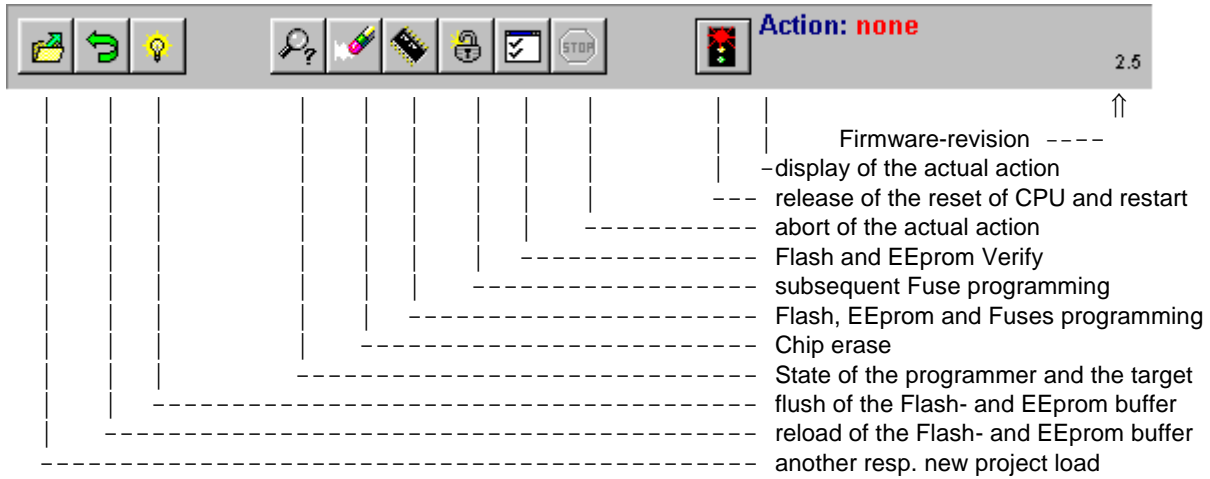 Action: none
STOP
2.5
Firmware-revision
display of the actual action
release of the reset of CPU and restart
abort of the actual action
Flash and EEprom Verify
subsequent Fuse programming
Flash, EEprom and Fuses programming
Chip erase
State of the programmer and the target
flush of the Flash- and EEprom buffer
reload of the Flash- and EEprom buffer
another resp. new project load